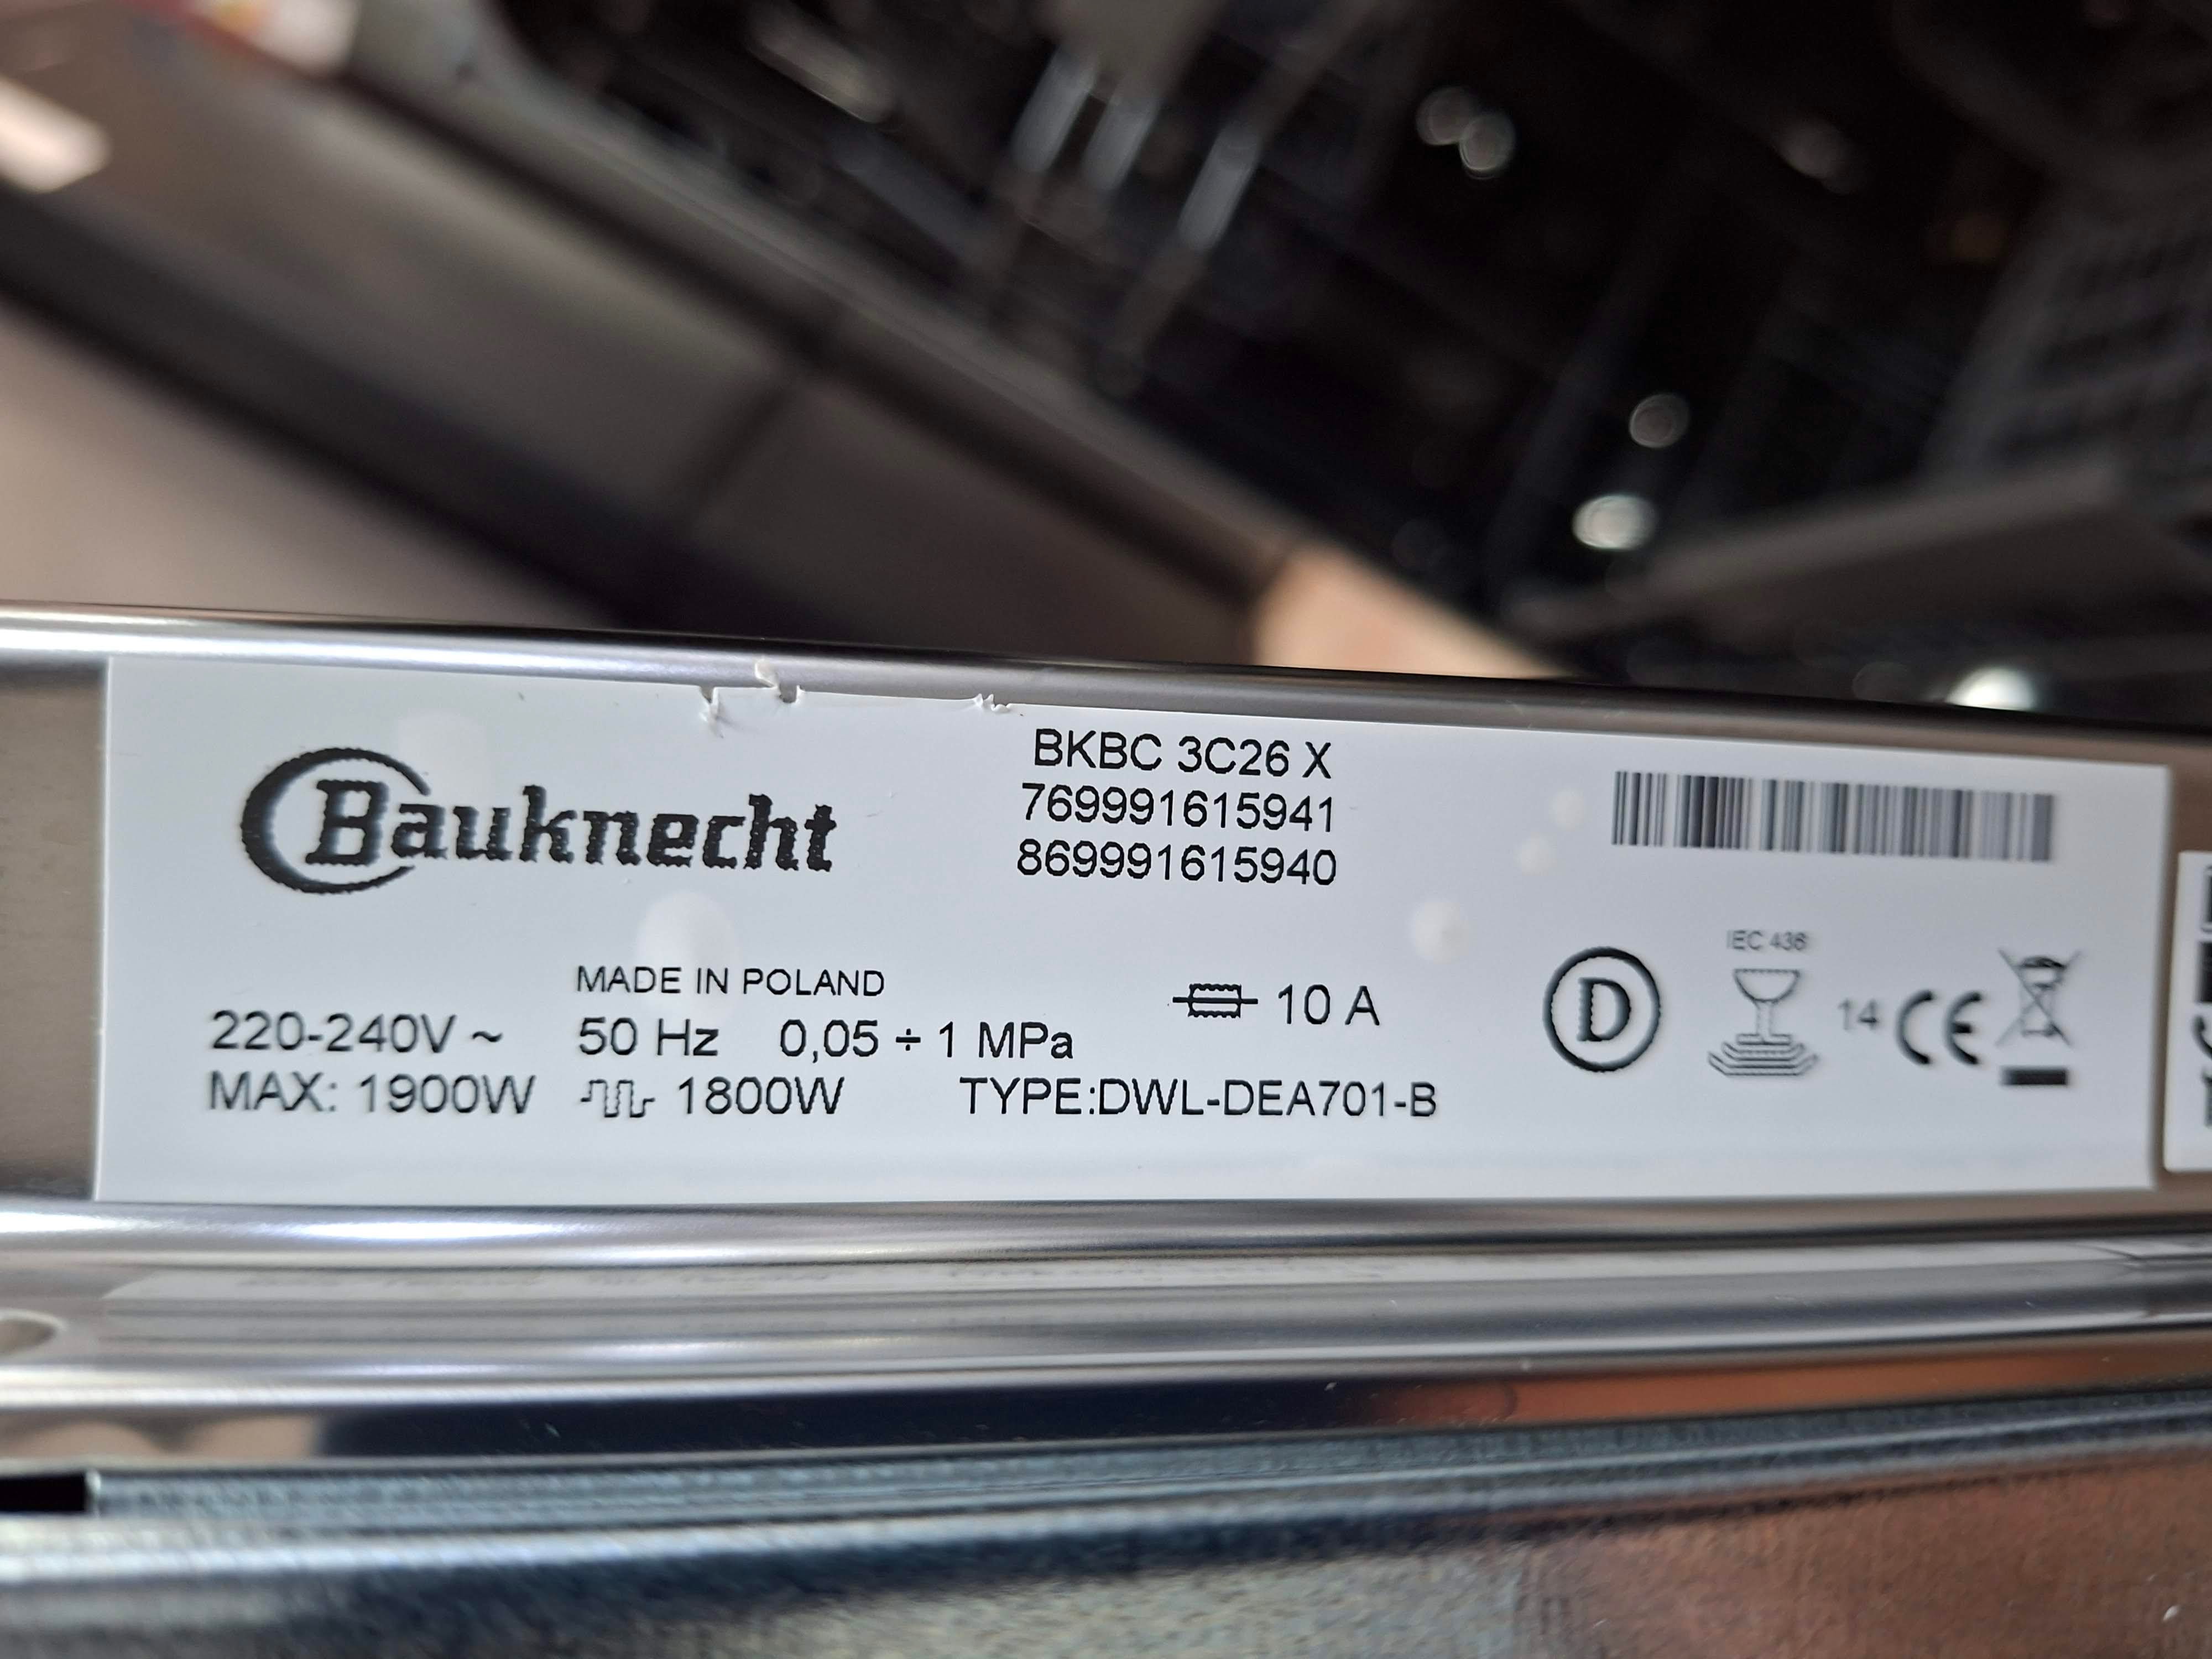 Bauknecht
BKBC 3C26 X
769991615941
869991615940
MADE IN POLAND
220-240V ~ 50 Hz 0,05 ÷ 1 MPa
10 A
MAX: 1900W 1800W TYPE:DWL-DEA701-B
D
IEC 436
14 CE